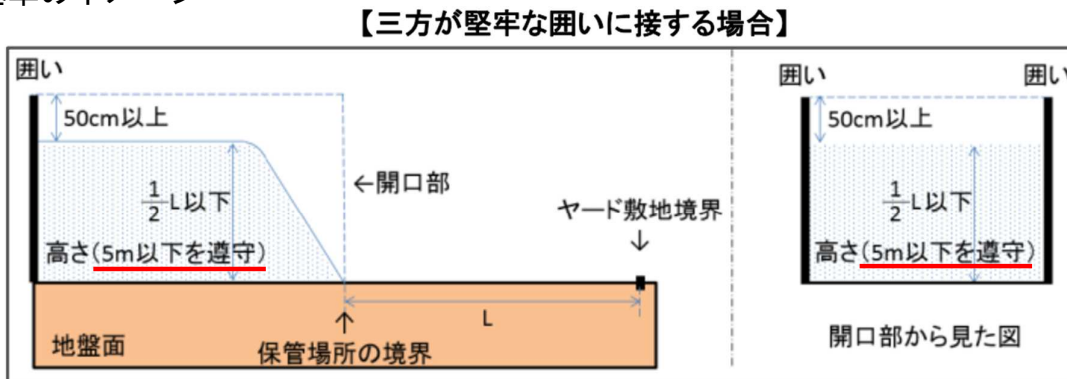 【三方が堅牢な囲いに接する場合】
囲い
50cm以上
1/2 L以下
高さ(5m以下を遵守)
←開口部
ヤード敷地境界
↓
L
↑
地盤面
保管場所の境界
囲い
囲い
50cm以上
1/2 L以下
高さ(5m以下を遵守)
開口部から見た図